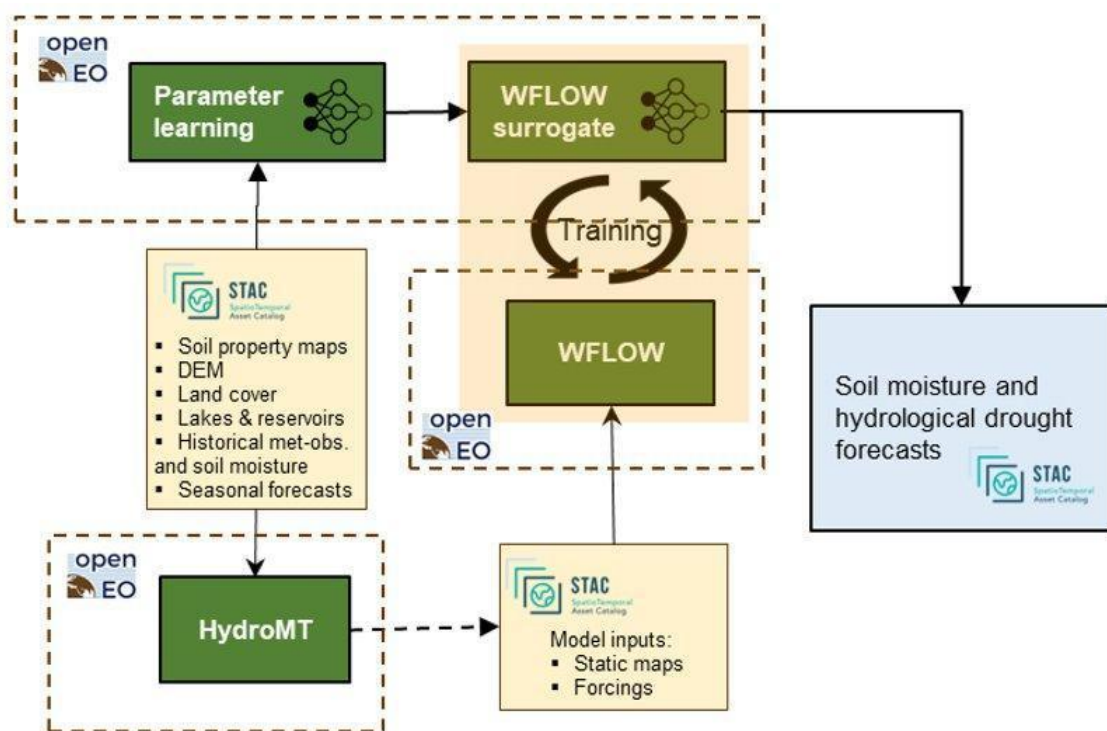 open
EO
Parameter
learning
WFLOW
surrogate
Training
STAC
SpatioTemporal
Asset Catalog
▪ Soil property maps
▪ DEM
▪ Land cover
▪ Lakes & reservoirs
▪ Historical met-obs.
and soil moisture
▪ Seasonal forecasts
WFLOW
open
EO
Soil moisture and
hydrological drought
forecasts
STAC
SpatioTemporal
Asset Catalog
open
EO
HydroMT
STAC
SpatioTemporal
Asset Catalog
Model inputs:
▪ Static maps
▪ Forcings